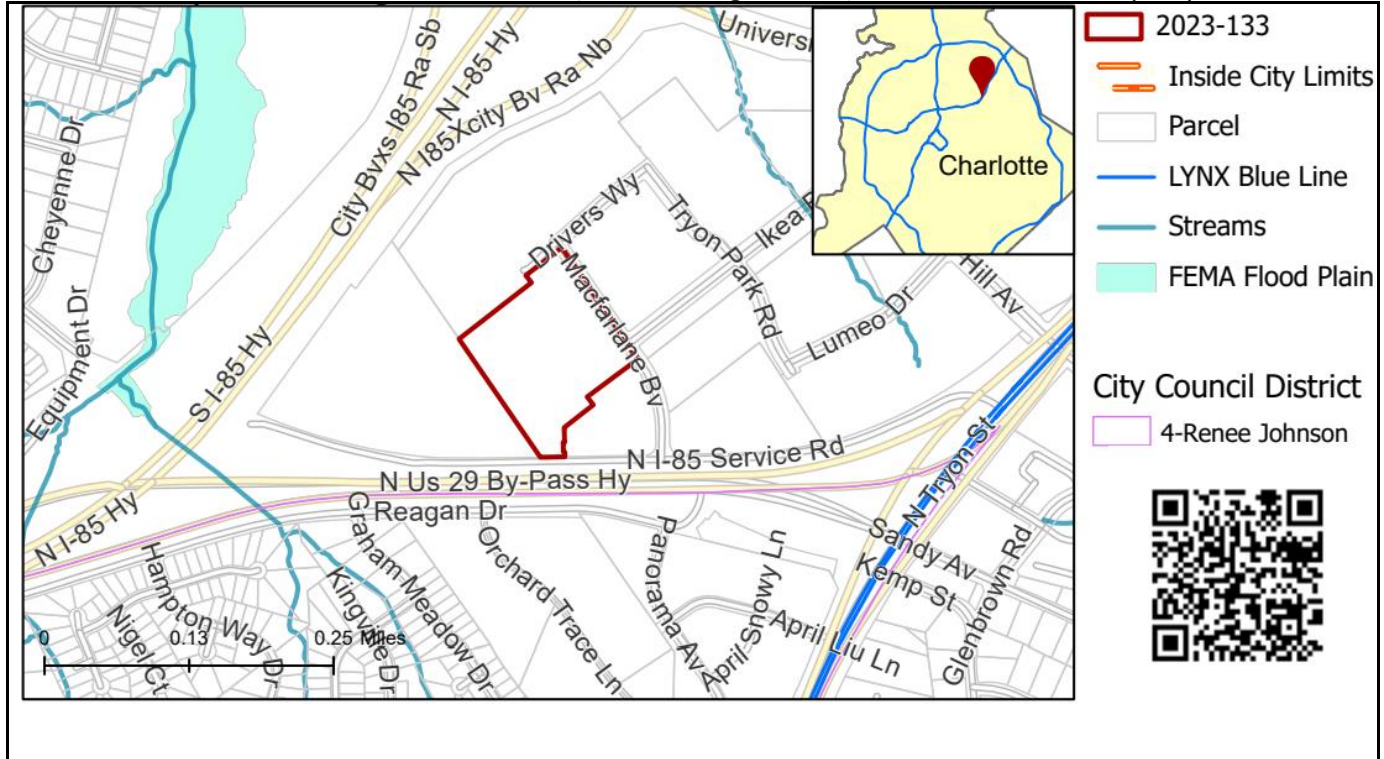 2023-133
Inside City Limits
Parcel
LYNX Blue Line
Streams
FEMA Flood Plain
City Council District
4-Renee Johnson
Charlotte
Universi
City Bvxs I85 Ra Sb
N I-85 Hy
N I85Xcity Bv Ra Nb
Cheyenne Dr
Drivers Wy
Tryon Park Rd
Ikea
Macfarlane Bv
Hill Av
Lumeo Dr
Equipment Dr
S I-85 Hy
N I-85 Service Rd
N Us 29 By-Pass Hy
N Tryon St
Reagan Dr
N I-85 Hy
Graham Meadow Dr
Orchard Trace Ln
Panorama Av
April Snowy Ln
Sandy Av
Kemp St
Glenbrown Rd
Hampton Way Dr
Kingville Dr
Nigel Ct
April Liu Ln
0 0.13 0.25 Miles